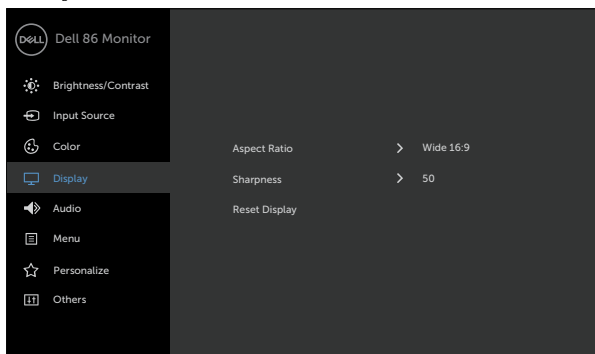 DELL Dell 86 Monitor
Brightness/Contrast
Input Source
Color
Aspect Ratio > Wide 16:9
Display
Sharpness > 50
Audio
Reset Display
Menu
Personalize
Others